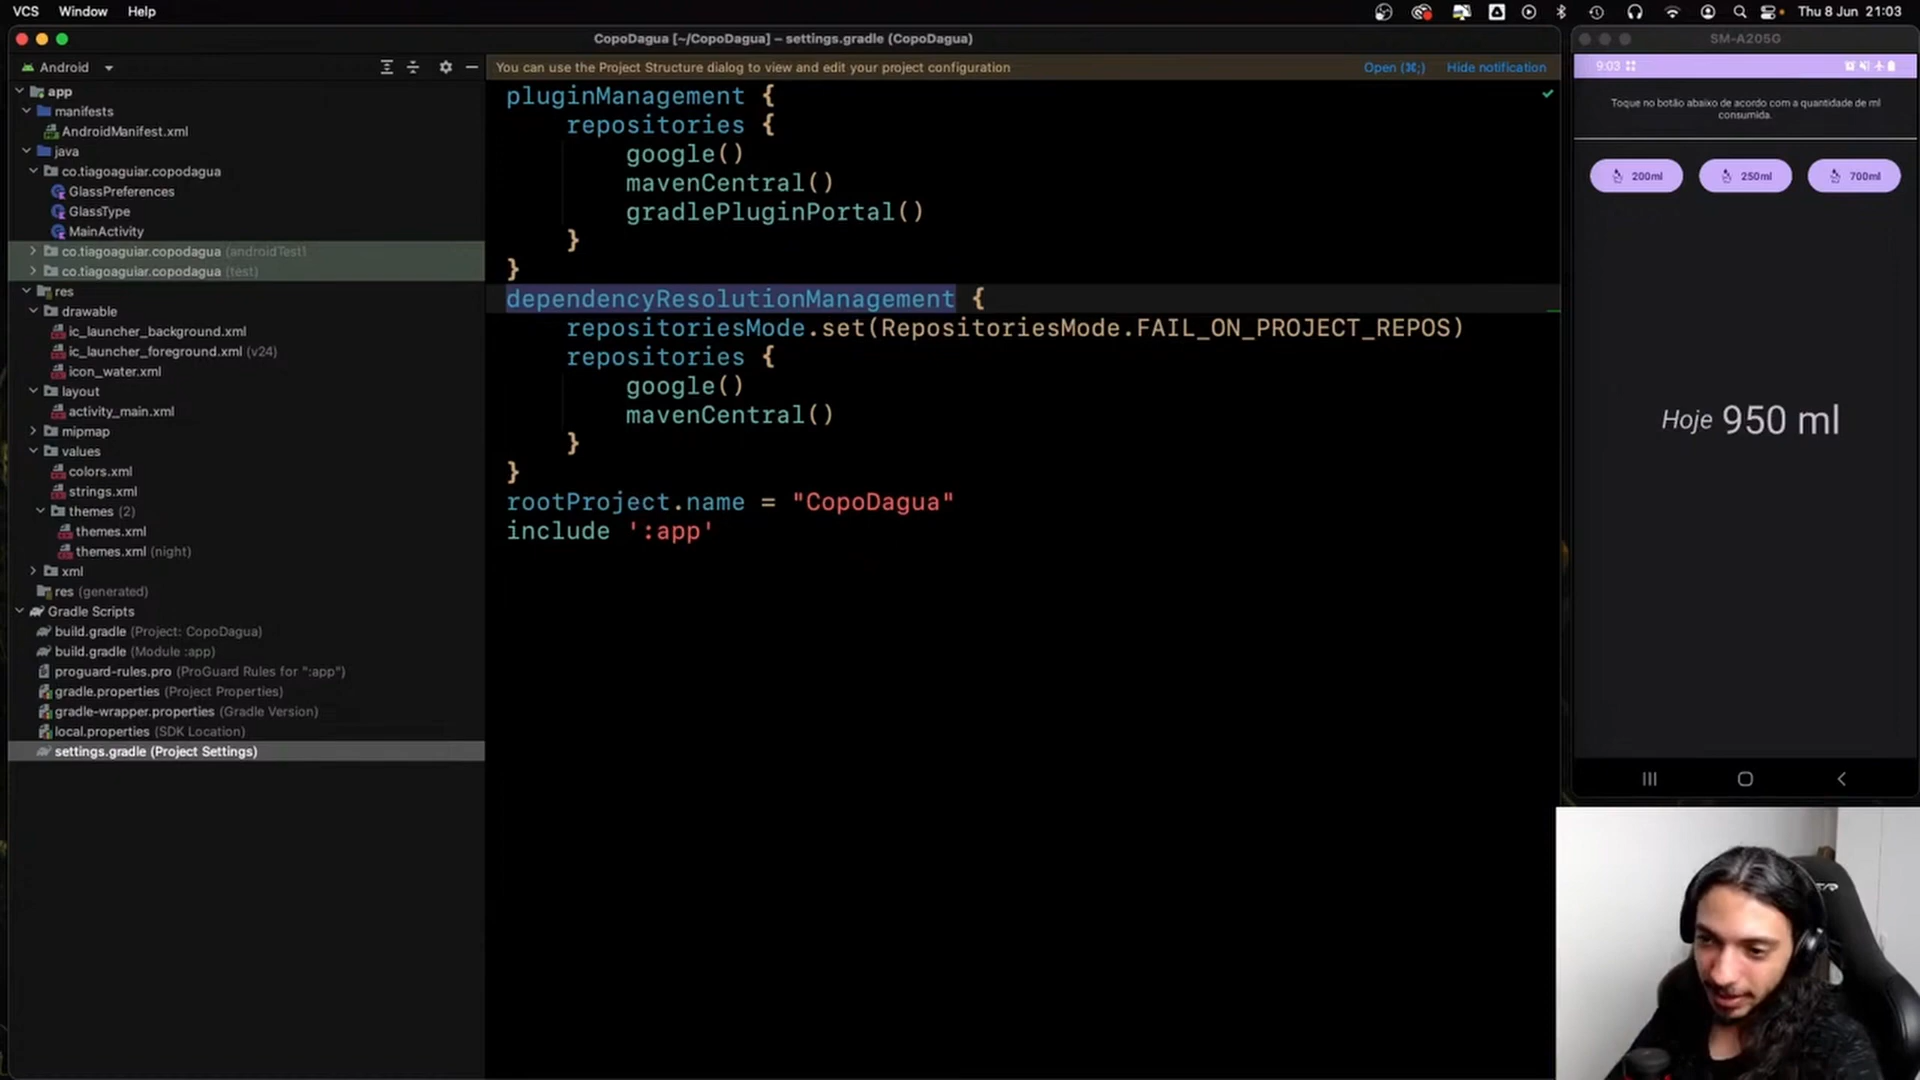 VCS Window Help
Thu 8 Jun 21:03
CopoDagua [~/CopoDagua] – settings.gradle (CopoDagua)
Android
app
manifests
AndroidManifest.xml
java
co.tiagoaguiar.copodagua
GlassPreferences
GlassType
MainActivity
co.tiagoaguiar.copodagua (androidTest)
co.tiagoaguiar.copodagua (test)
res
drawable
ic_launcher_background.xml
ic_launcher_foreground.xml (v24)
icon_water.xml
layout
activity_main.xml
mipmap
values
colors.xml
strings.xml
themes (2)
themes.xml
themes.xml (night)
xml
res (generated)
Gradle Scripts
build.gradle (Project: CopoDagua)
build.gradle (Module :app)
proguard-rules.pro (ProGuard Rules for ":app")
gradle.properties (Project Properties)
gradle-wrapper.properties (Gradle Version)
local.properties (SDK Location)
settings.gradle (Project Settings)
You can use the Project Structure dialog to view and edit your project configuration
Open (⌘;) Hide notification
pluginManagement {
repositories {
google()
mavenCentral()
gradlePluginPortal()
}
}
dependencyResolutionManagement {
repositoriesMode.set(RepositoriesMode.FAIL_ON_PROJECT_REPOS)
repositories {
google()
mavenCentral()
}
}
rootProject.name = "CopoDagua"
include ':app'
SM-A205G
9:03
Toque no botão abaixo de acordo com a quantidade de ml
consumida.
200ml 250ml 700ml
Hoje 950 ml